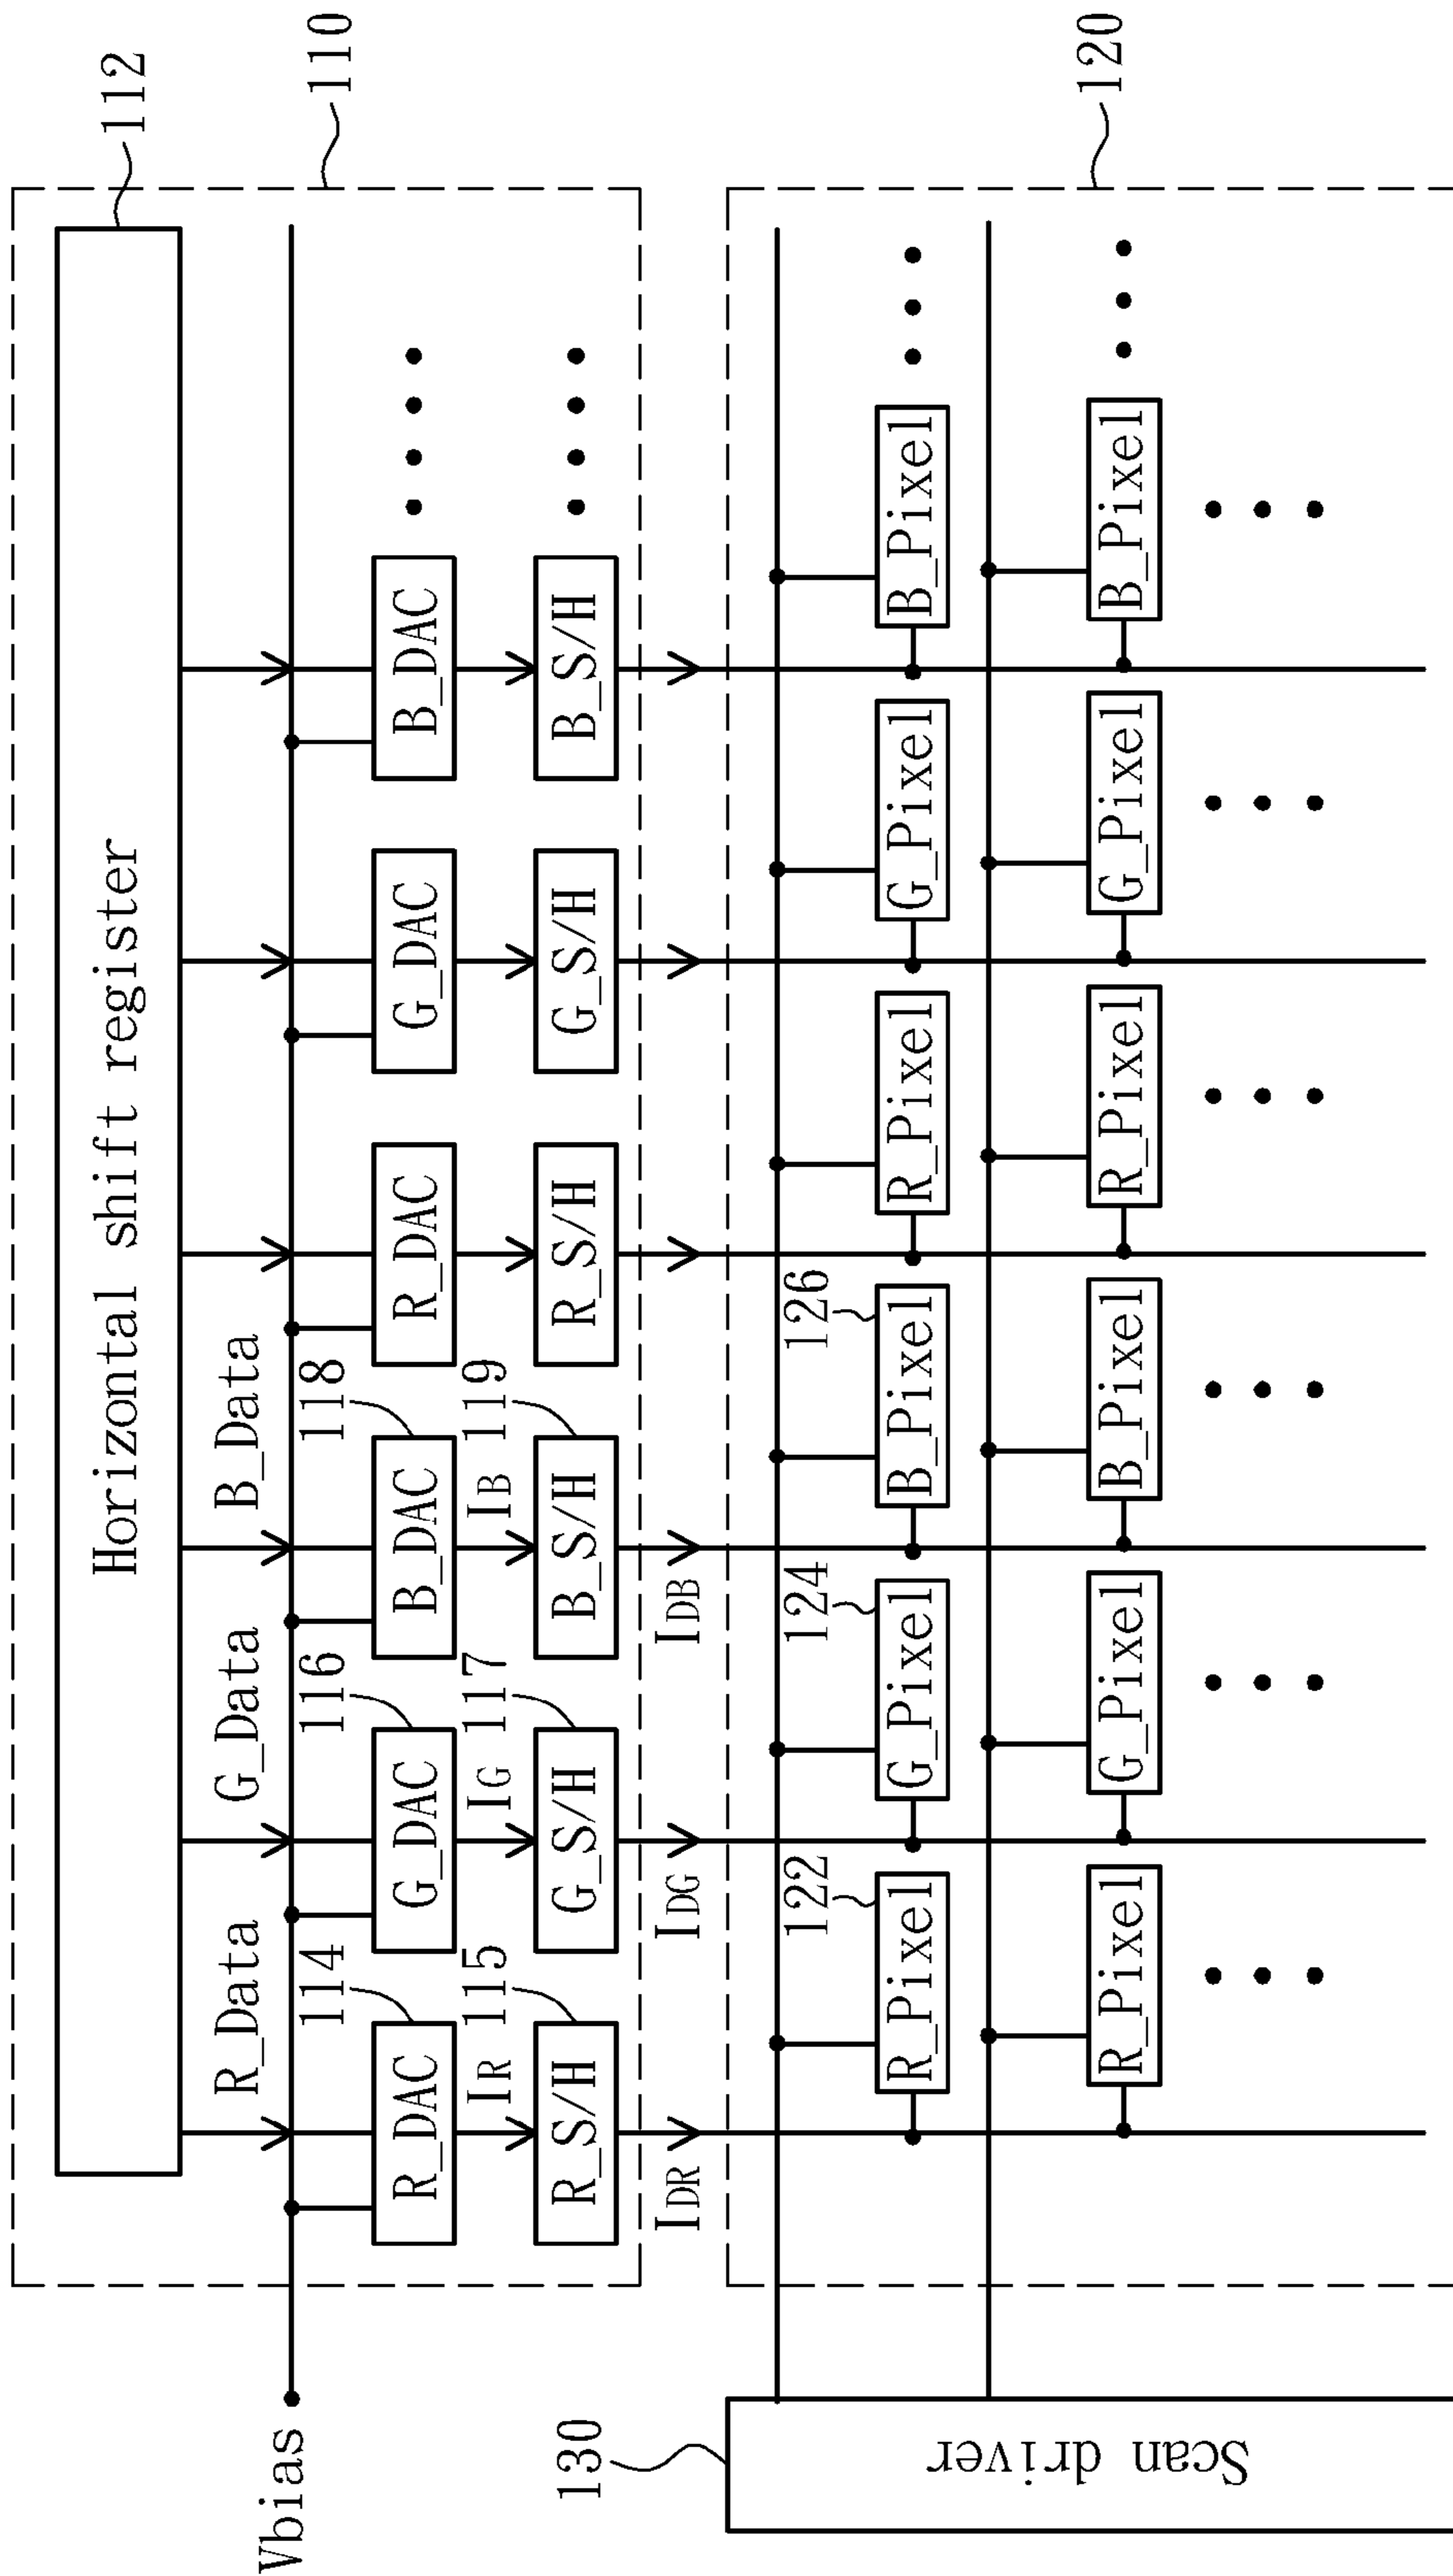 112
Horizontal shift register
110
R_Data
G_Data
B_Data
Vbias
114
116
118
R_DAC
G_DAC
B_DAC
R_DAC
G_DAC
B_DAC
IR
115
IG
117
IB
119
R_S/H
G_S/H
B_S/H
R_S/H
G_S/H
B_S/H
IDR
IDG
IDB
130
120
122
124
126
R_Pixel
G_Pixel
B_Pixel
R_Pixel
G_Pixel
B_Pixel
Scan driver
R_Pixel
G_Pixel
B_Pixel
R_Pixel
G_Pixel
B_Pixel